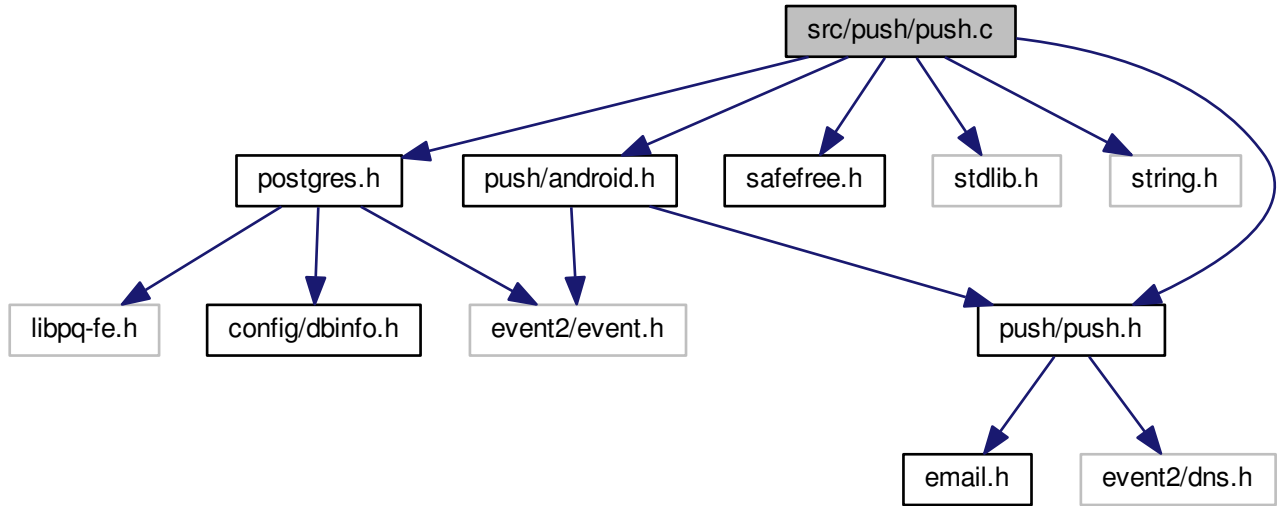 src/push/push.c
postgres.h
push/android.h
safefree.h
stdlib.h
string.h
libpq-fe.h
config/dbinfo.h
event2/event.h
push/push.h
email.h
event2/dns.h